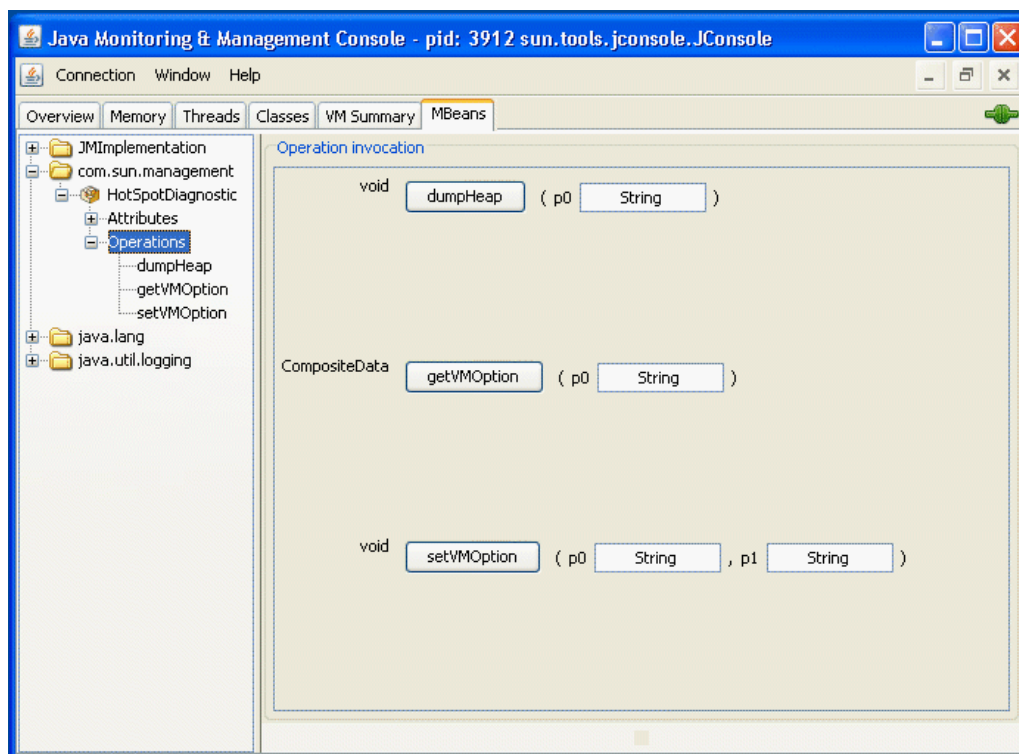 Java Monitoring & Management Console - pid: 3912 sun.tools.jconsole.JConsole
Connection Window Help
Overview Memory Threads Classes VM Summary MBeans
JMImplementation
com.sun.management
HotSpotDiagnostic
Attributes
Operations
dumpHeap
getVMOption
setVMOption
java.lang
java.util.logging
Operation invocation
void dumpHeap ( p0 String )
CompositeData getVMOption ( p0 String )
void setVMOption ( p0 String , p1 String )